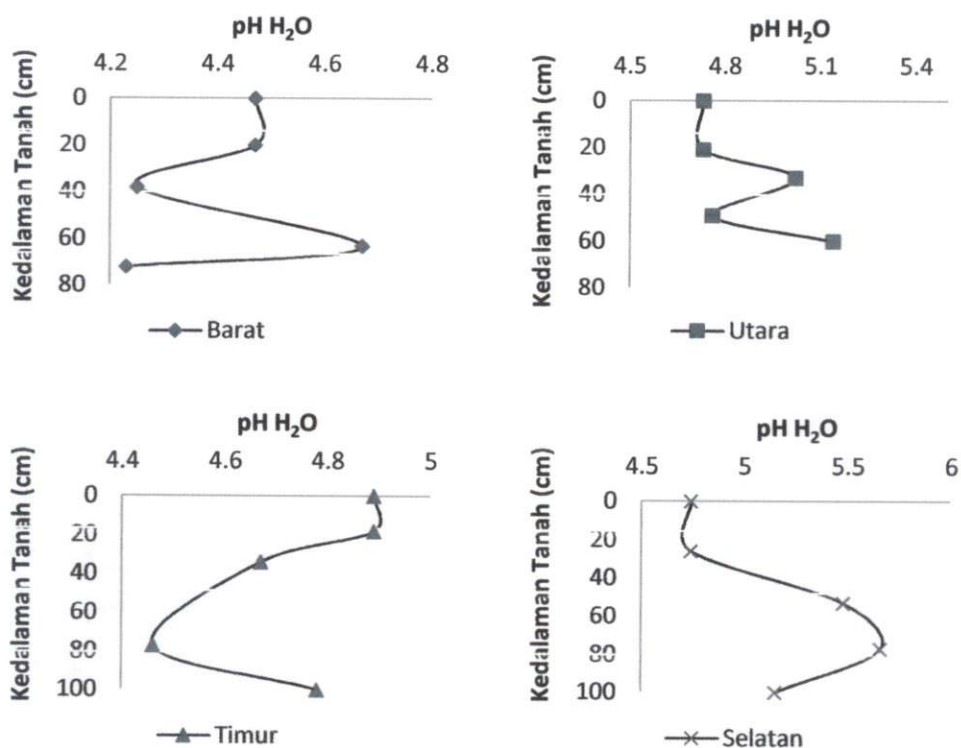 pH H₂O
4.2 4.4 4.6 4.8
Kedalaman Tanah (cm)
0
20
40
60
80
Barat
pH H₂O
4.5 4.8 5.1 5.4
Kedalaman Tanah (cm)
0
20
40
60
80
Utara
pH H₂O
4.4 4.6 4.8 5
Kedalaman Tanah (cm)
0
20
40
60
80
100
Timur
pH H₂O
4.5 5 5.5 6
Kedalaman Tanah (cm)
0
20
40
60
80
100
Selatan